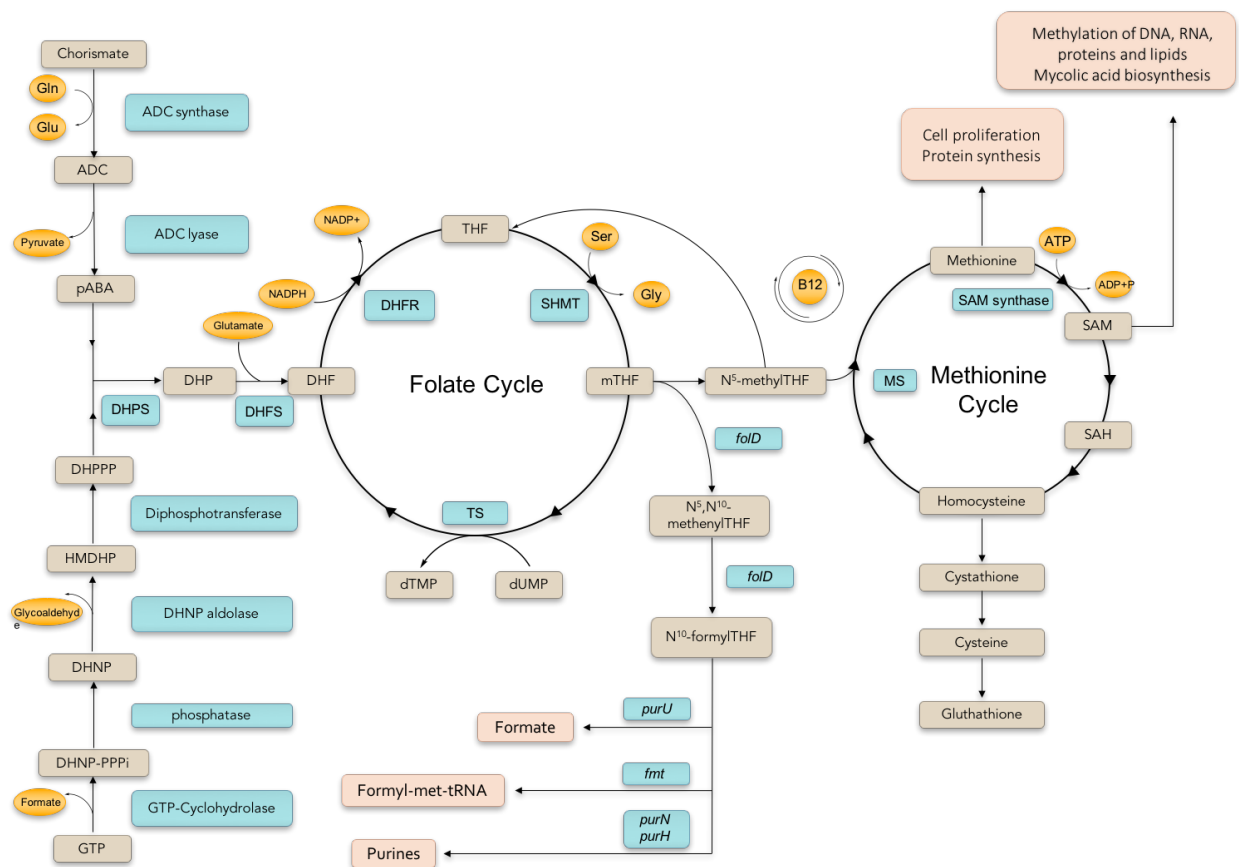 Chorismate
Gln
Glu
ADC synthase
ADC
Pyruvate
ADC lyase
pABA
DHPS
DHP
Glutamate
DHFS
DHF
DHPPP
Diphosphotransferase
HMDHP
Glycoaldehyd
e
DHNP aldolase
DHNP
phosphatase
DHNP-PPPi
Formate
GTP-Cyclohydrolase
GTP
NADP+
NADPH
DHFR
THF
Ser
Gly
SHMT
Folate Cycle
mTHF
TS
dTMP
dUMP
N⁵-methylTHF
folD
N⁵,N¹⁰-
methenylTHF
folD
N¹⁰-formylTHF
purU
Formate
fmt
Formyl-met-tRNA
purN
purH
Purines
B12
MS
Methionine
Cycle
Methionine
Cell proliferation
Protein synthesis
Methylation of DNA, RNA,
proteins and lipids
Mycolic acid biosynthesis
ATP
ADP+P
SAM synthase
SAM
SAH
Homocysteine
Cystathione
Cysteine
Gluthathione